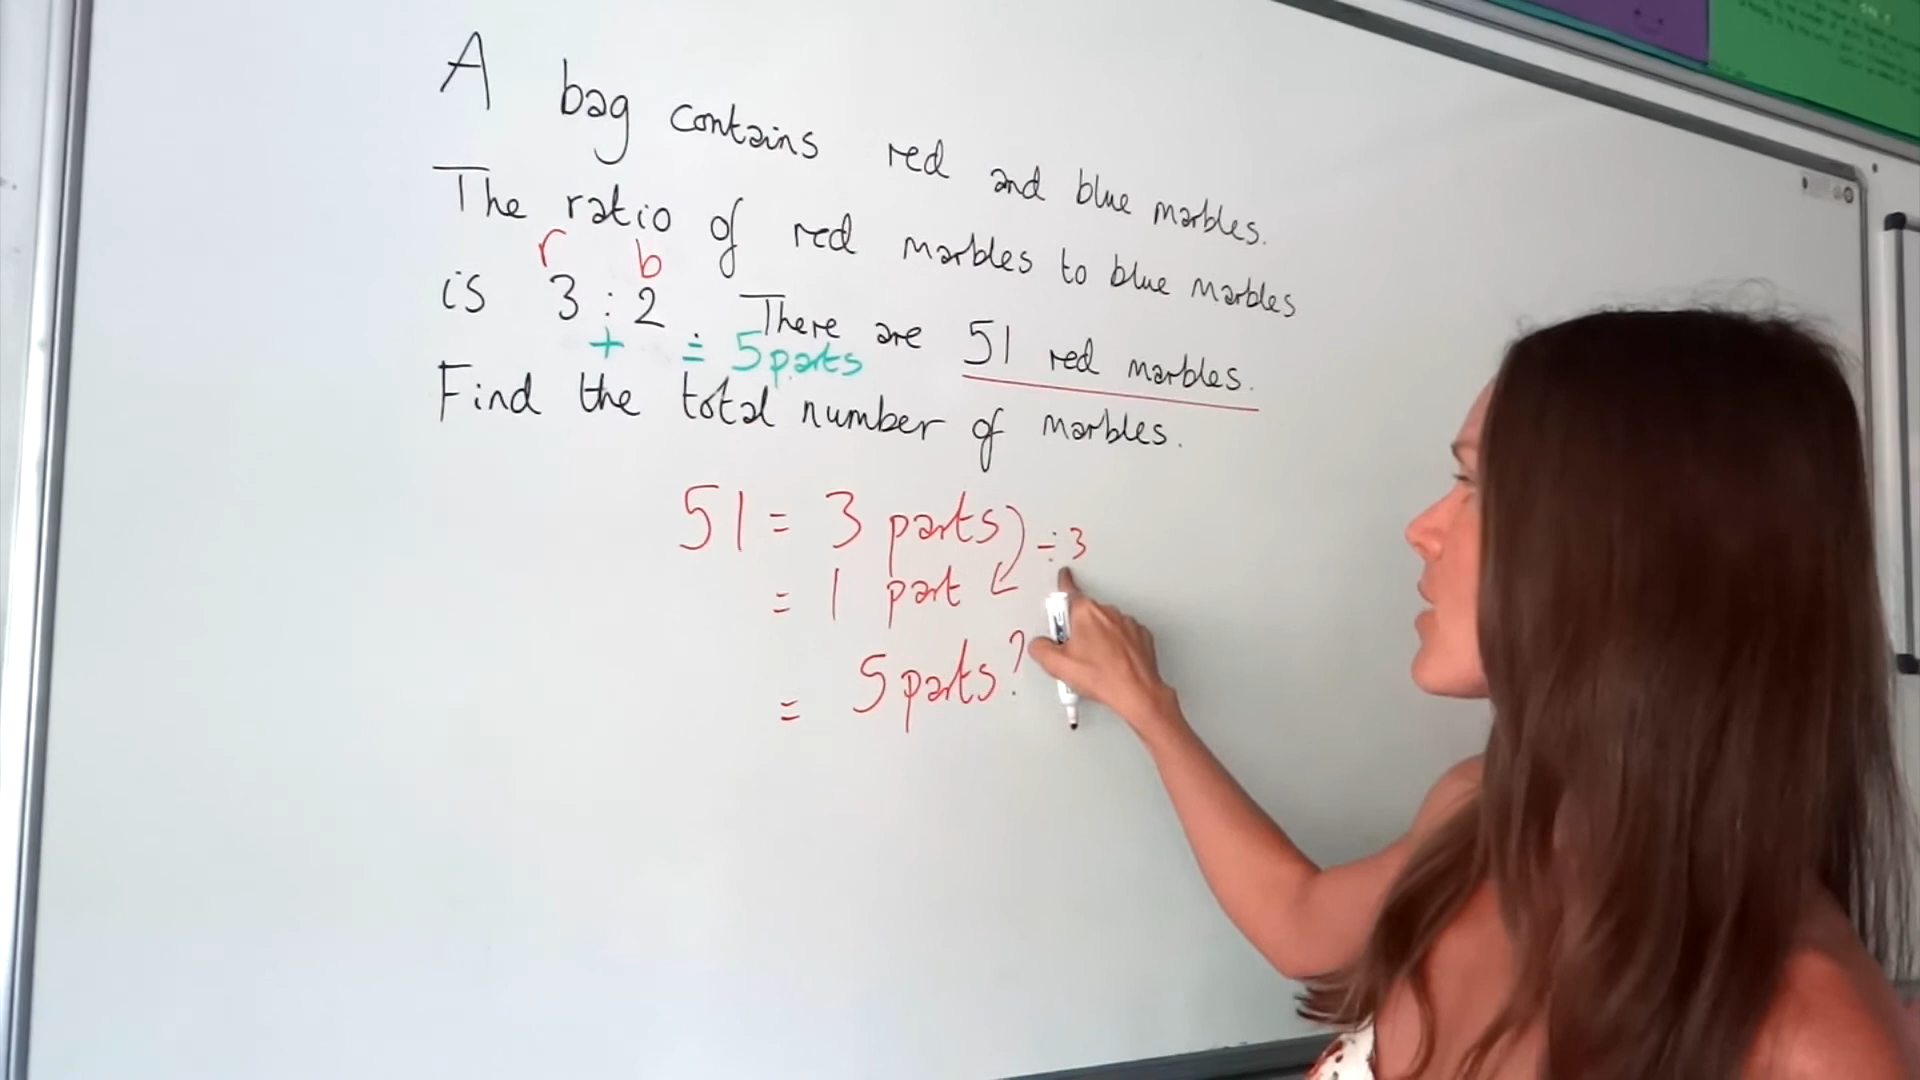 A bag contains red and blue marbles.
The ratio of red marbles to blue marbles
r b
is 3 : 2 There are 51 red marbles.
+ = 5 parts
Find the total number of marbles.
51 = 3 parts ÷3
= 1 part
= 5 parts?